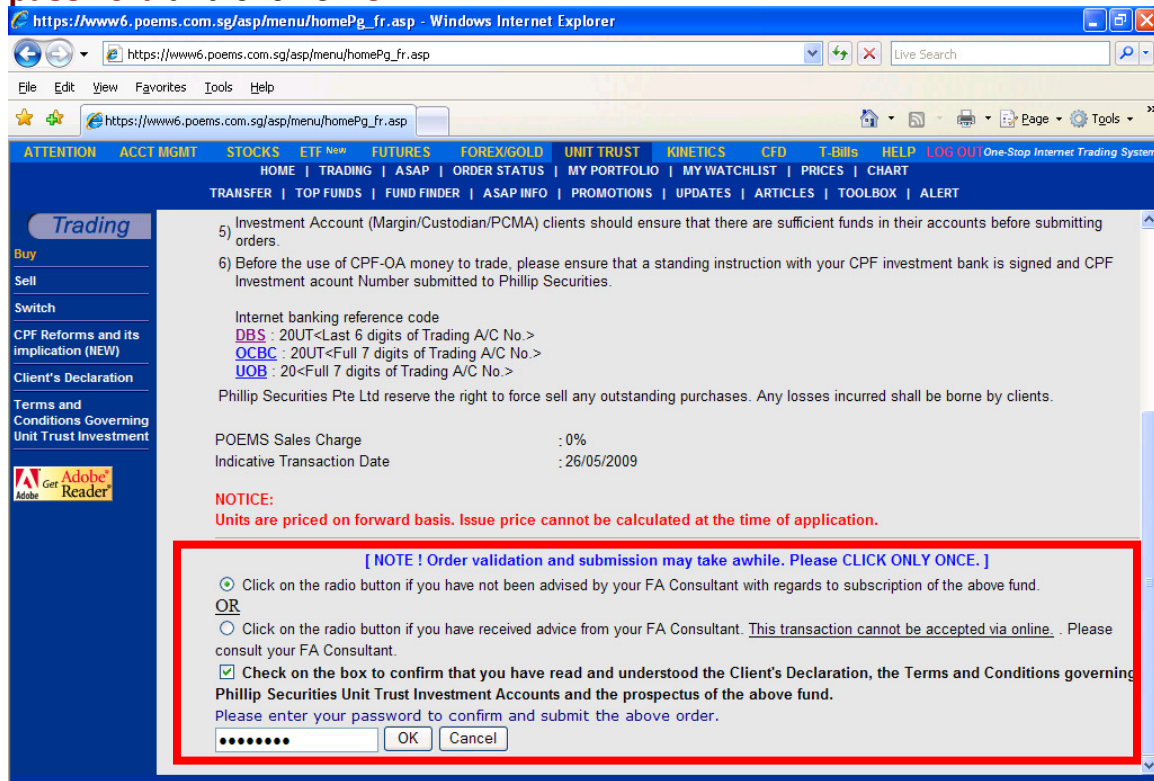 https://www6.poems.com.sg/asp/menu/homePg_fr.asp - Windows Internet Explorer
https://www6.poems.com.sg/asp/menu/homePg_fr.asp
Live Search
File Edit View Favorites Tools Help
https://www6.poems.com.sg/asp/menu/homePg_fr.asp
Page Tools »
ATTENTION ACCT MGMT STOCKS ETF New FUTURES FOREX/GOLD UNIT TRUST KINETICS CFD T-Bills HELP LOG OUT One-Stop Internet Trading System
HOME | TRADING | ASAP | ORDER STATUS | MY PORTFOLIO | MY WATCHLIST | PRICES | CHART
TRANSFER | TOP FUNDS | FUND FINDER | ASAP INFO | PROMOTIONS | UPDATES | ARTICLES | TOOLBOX | ALERT
Trading
Buy
Sell
Switch
CPF Reforms and its
implication (NEW)
Client's Declaration
Terms and
Conditions Governing
Unit Trust Investment
Adobe Get Adobe Reader
5) Investment Account (Margin/Custodian/PCMA) clients should ensure that there are sufficient funds in their accounts before submitting
orders.
6) Before the use of CPF-OA money to trade, please ensure that a standing instruction with your CPF investment bank is signed and CPF
Investment acount Number submitted to Phillip Securities.
Internet banking reference code
DBS : 20UT<Last 6 digits of Trading A/C No.>
OCBC : 20UT<Full 7 digits of Trading A/C No.>
UOB : 20<Full 7 digits of Trading A/C No.>
Phillip Securities Pte Ltd reserve the right to force sell any outstanding purchases. Any losses incurred shall be borne by clients.
POEMS Sales Charge : 0%
Indicative Transaction Date : 26/05/2009
NOTICE:
Units are priced on forward basis. Issue price cannot be calculated at the time of application.
[ NOTE ! Order validation and submission may take awhile. Please CLICK ONLY ONCE. ]
Click on the radio button if you have not been advised by your FA Consultant with regards to subscription of the above fund.
OR
Click on the radio button if you have received advice from your FA Consultant. This transaction cannot be accepted via online. . Please
consult your FA Consultant.
Check on the box to confirm that you have read and understood the Client's Declaration, the Terms and Conditions governing
Phillip Securities Unit Trust Investment Accounts and the prospectus of the above fund.
Please enter your password to confirm and submit the above order.
•••••••• OK Cancel